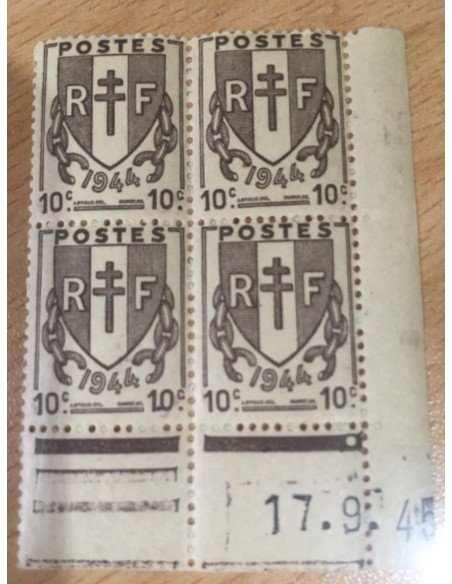 POSTES POSTES
R F R F
1944 1944
10c 10c 10c 10c
POSTES POSTES
R F R F
1944 1944
10c. 10c. 10c. 10c.
17.9.45